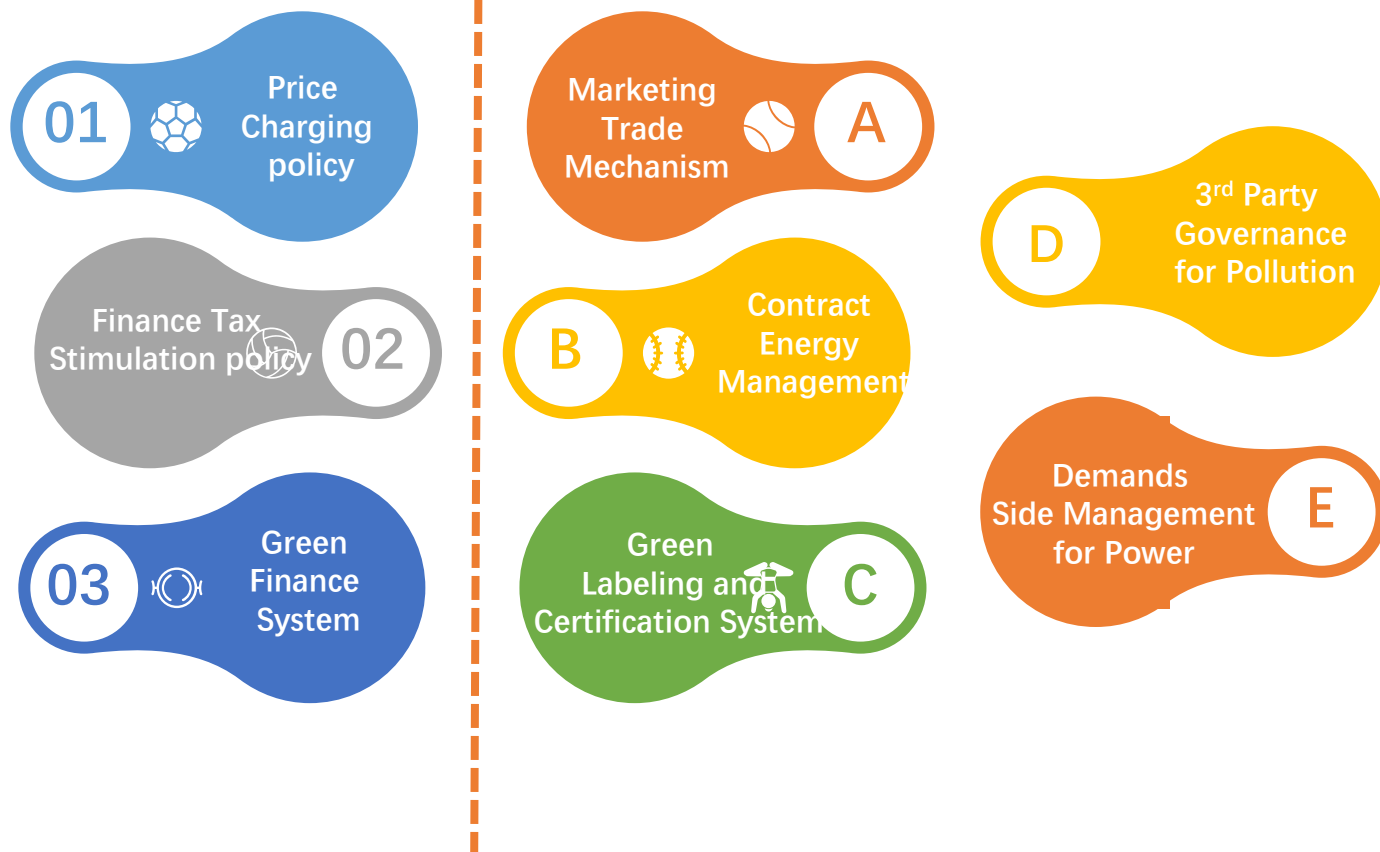 01
Price
Charging
policy
Finance Tax
Stimulation policy
02
03
Green
Finance
System
Marketing
Trade
Mechanism
A
B
Contract
Energy
Management
Green
Labeling and
Certification System
C
D
3rd Party
Governance
for Pollution
Demands
Side Management
for Power
E